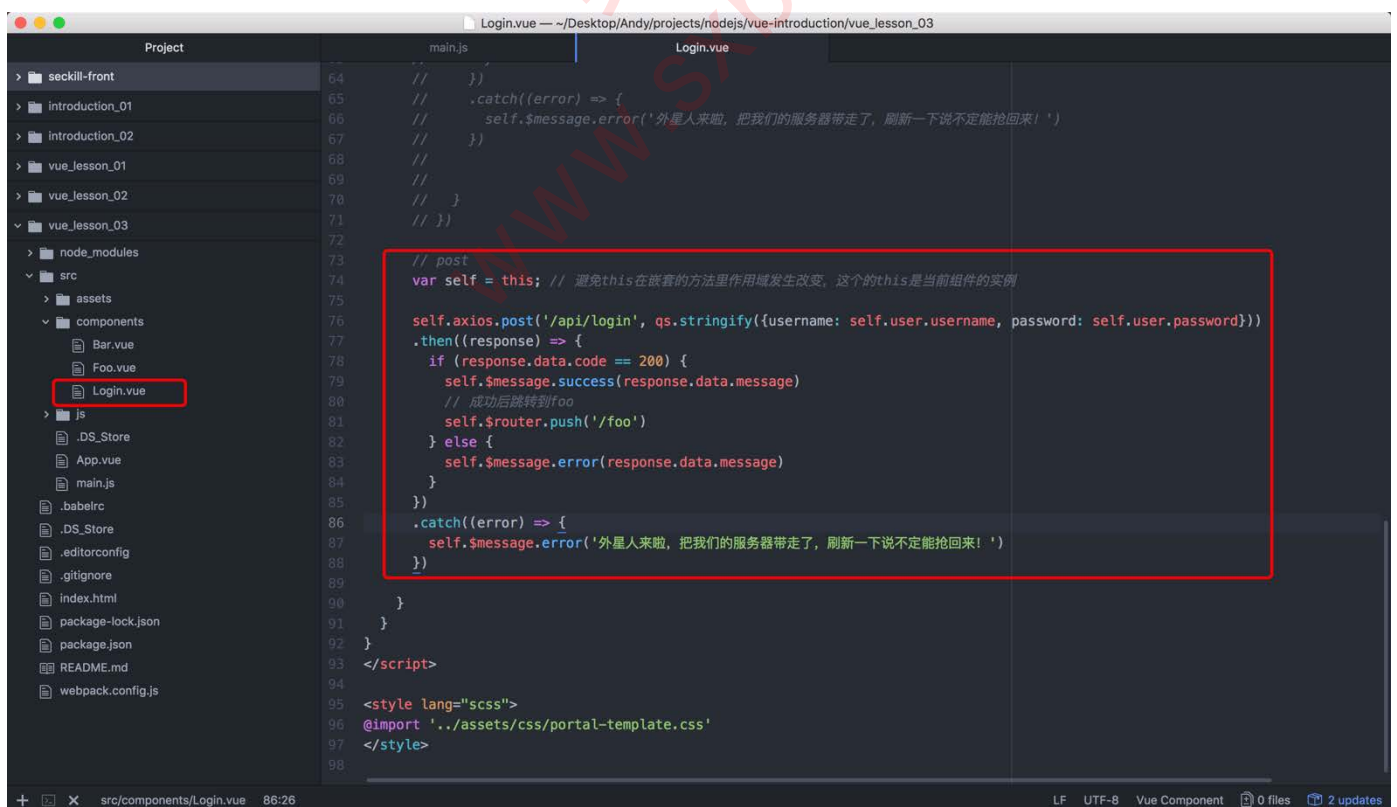 Login.vue — ~/Desktop/Andy/projects/nodejs/vue-introduction/vue_lesson_03
Project
main.js
Login.vue
seckill-front
introduction_01
introduction_02
vue_lesson_01
vue_lesson_02
vue_lesson_03
node_modules
src
assets
components
Bar.vue
Foo.vue
Login.vue
js
.DS_Store
App.vue
main.js
.babelrc
.DS_Store
.editorconfig
.gitignore
index.html
package-lock.json
package.json
README.md
webpack.config.js
64 //     })
65 //     .catch((error) => {
66 //       self.$message.error('外星人来啦, 把我们的服务器带走了, 刷新一下说不定能抢回来! ')
67 //     })
68 //
69 //
70 //   }
71 // })
72
73 // post
74 var self = this; // 避免this在嵌套的方法里作用域发生改变, 这个的this是当前组件的实例
75
76 self.axios.post('/api/login', qs.stringify({username: self.user.username, password: self.user.password}))
77 .then((response) => {
78   if (response.data.code == 200) {
79     self.$message.success(response.data.message)
80     // 成功后跳转到foo
81     self.$router.push('/foo')
82   } else {
83     self.$message.error(response.data.message)
84   }
85 })
86 .catch((error) => {
87   self.$message.error('外星人来啦, 把我们的服务器带走了, 刷新一下说不定能抢回来! ')
88 })
89
90 }
91 }
92 }
93 </script>
94
95 <style lang="scss">
96 @import '../assets/css/portal-template.css'
97 </style>
98
src/components/Login.vue 86:26
LF UTF-8 Vue Component 0 files 2 updates
www.sx